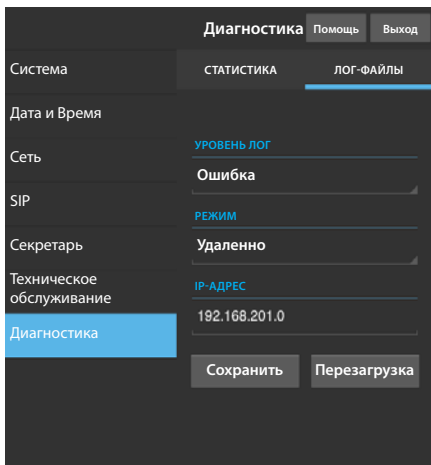 Диагностика Помощь Выход
Система
СТАТИСТИКА ЛОГ-ФАЙЛЫ
Дата и Время
Сеть
УРОВЕНЬ ЛОГ
Ошибка
SIP
РЕЖИМ
Секретарь
Удаленно
Техническое
обслуживание
IP-АДРЕС
192.168.201.0
Диагностика
Сохранить Перезагрузка